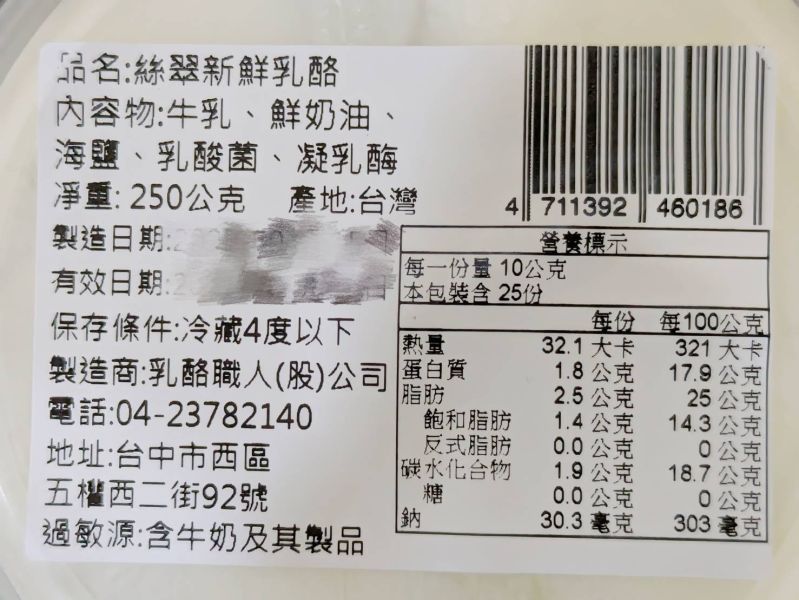 品名:絲翠新鮮乳酪
內容物:牛乳、鮮奶油、
海鹽、乳酸菌、凝乳酶
淨重: 250公克 產地:台灣
製造日期:
有效日期:
保存條件:冷藏4度以下
製造商:乳酪職人(股)公司
電話:04-23782140
地址:台中市西區
五權西二街92號
過敏源:含牛奶及其製品
4 711392 460186
營養標示
每一份量 10公克
本包裝含 25份
每份 每100公克
熱量 32.1 大卡 321 大卡
蛋白質 1.8 公克 17.9 公克
脂肪 2.5 公克 25 公克
飽和脂肪 1.4 公克 14.3 公克
反式脂肪 0.0 公克 0 公克
碳水化合物 1.9 公克 18.7 公克
糖 0.0 公克 0 公克
鈉 30.3 毫克 303 毫克